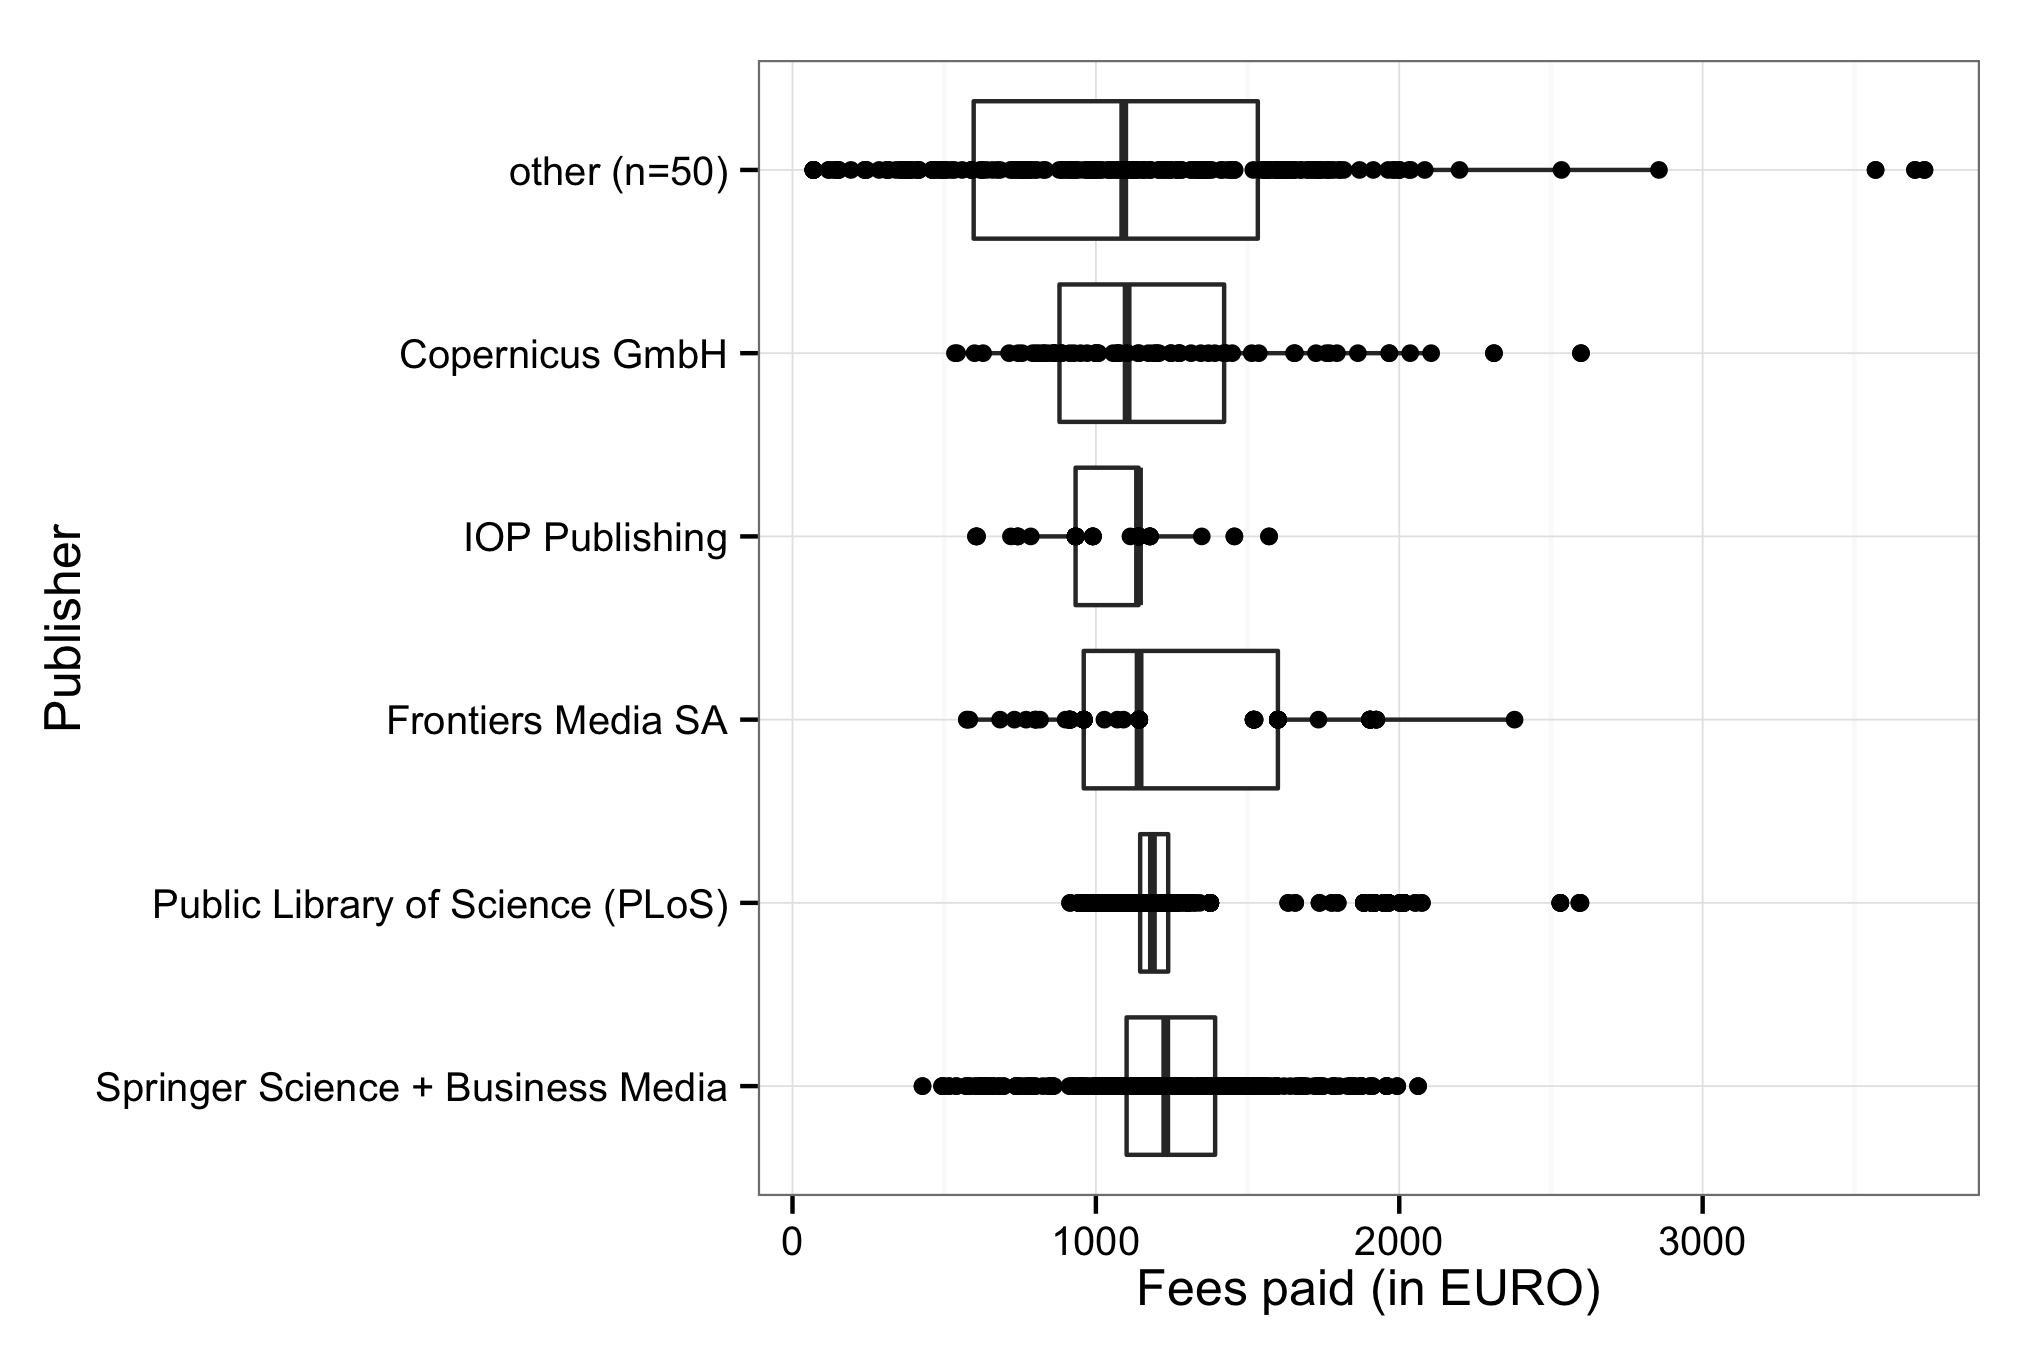 other (n=50)
Copernicus GmbH
IOP Publishing
Frontiers Media SA
Public Library of Science (PLoS)
Springer Science + Business Media
Publisher
0 1000 2000 3000
Fees paid (in EURO)